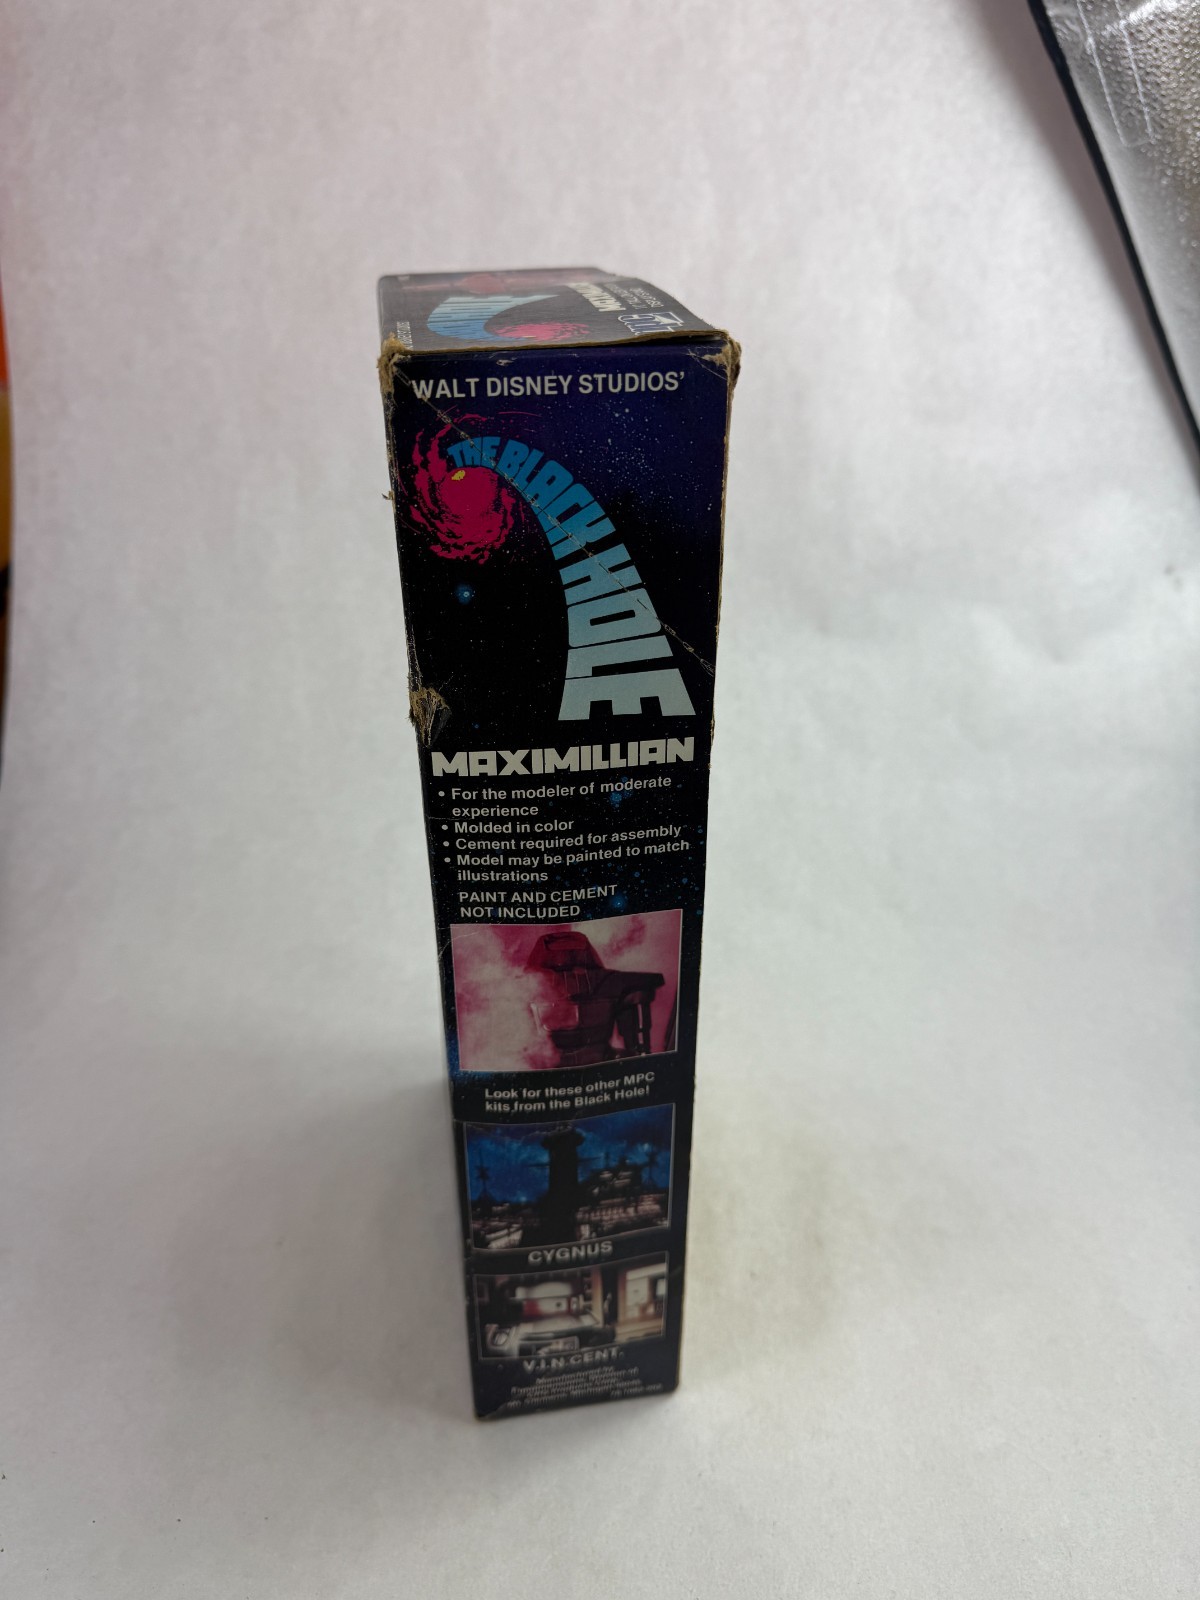 WALT DISNEY STUDIOS'
THE BLACK HOLE
MAXIMILLIAN
• For the modeler of moderate
experience
• Molded in color
• Cement required for assembly
• Model may be painted to match
illustrations
PAINT AND CEMENT
NOT INCLUDED
Look for these other MPC
kits from the Black Hole!
CYGNUS
V.I.N.CENT.